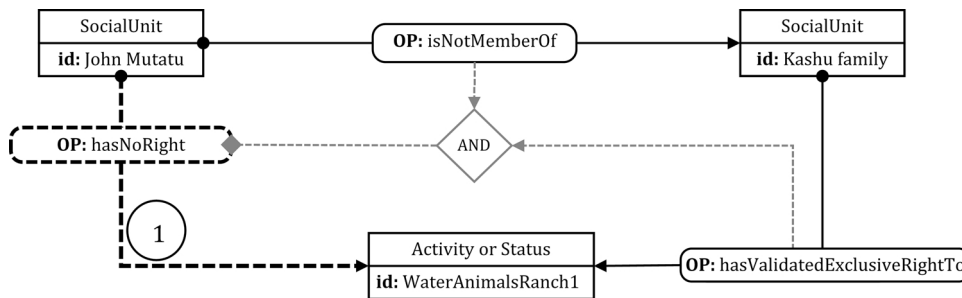 SocialUnit
id: John Mutatu
OP: isNotMemberOf
SocialUnit
id: Kashu family
OP: hasNoRight
AND
1
Activity or Status
id: WaterAnimalsRanch1
OP: hasValidatedExclusiveRightTo